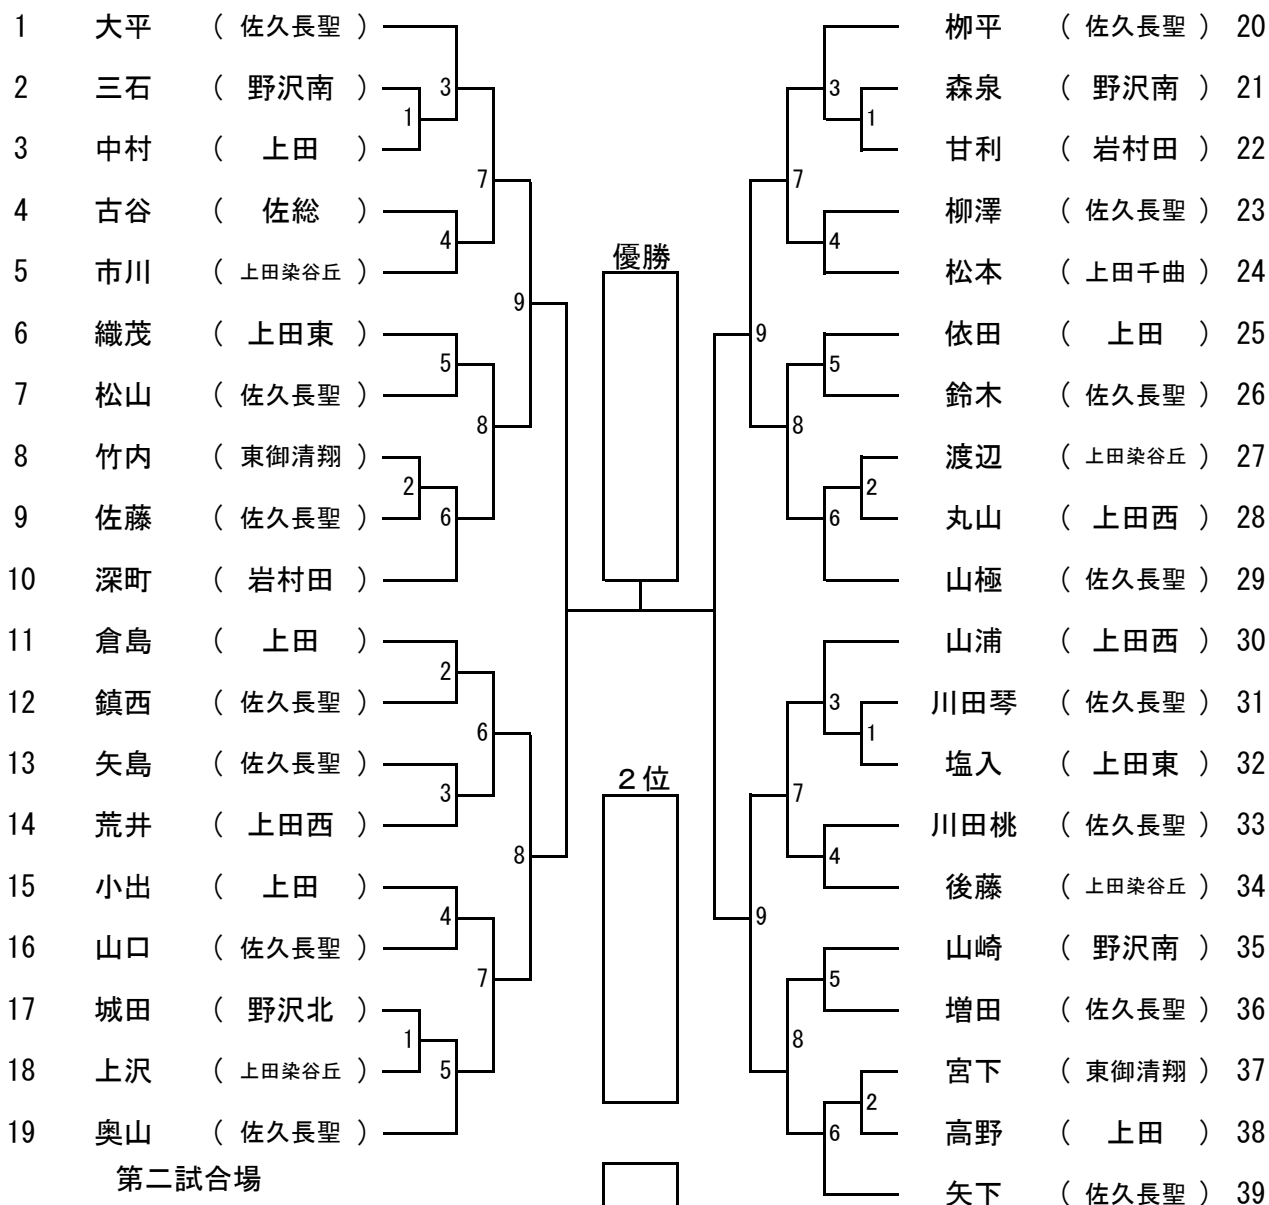 1 大平 ( 佐久長聖 )
2 三石 ( 野沢南 )
3 中村 ( 上田 )
4 古谷 ( 佐総 )
5 市川 ( 上田染谷丘 )
6 織茂 ( 上田東 )
7 松山 ( 佐久長聖 )
8 竹内 ( 東御清翔 )
9 佐藤 ( 佐久長聖 )
10 深町 ( 岩村田 )
11 倉島 ( 上田 )
12 鎮西 ( 佐久長聖 )
13 矢島 ( 佐久長聖 )
14 荒井 ( 上田西 )
15 小出 ( 上田 )
16 山口 ( 佐久長聖 )
17 城田 ( 野沢北 )
18 上沢 ( 上田染谷丘 )
19 奥山 ( 佐久長聖 )
第二試合場
3
1
7
4
9
5
8
2
6
2
6
3
8
4
7
1
5
優勝
2位
3
1
7
4
9
5
8
2
6
3
1
7
4
9
5
8
2
6
栁平 ( 佐久長聖 ) 20
森泉 ( 野沢南 ) 21
甘利 ( 岩村田 ) 22
柳澤 ( 佐久長聖 ) 23
松本 ( 上田千曲 ) 24
依田 ( 上田 ) 25
鈴木 ( 佐久長聖 ) 26
渡辺 ( 上田染谷丘 ) 27
丸山 ( 上田西 ) 28
山極 ( 佐久長聖 ) 29
山浦 ( 上田西 ) 30
川田琴 ( 佐久長聖 ) 31
塩入 ( 上田東 ) 32
川田桃 ( 佐久長聖 ) 33
後藤 ( 上田染谷丘 ) 34
山崎 ( 野沢南 ) 35
増田 ( 佐久長聖 ) 36
宮下 ( 東御清翔 ) 37
高野 ( 上田 ) 38
矢下 ( 佐久長聖 ) 39